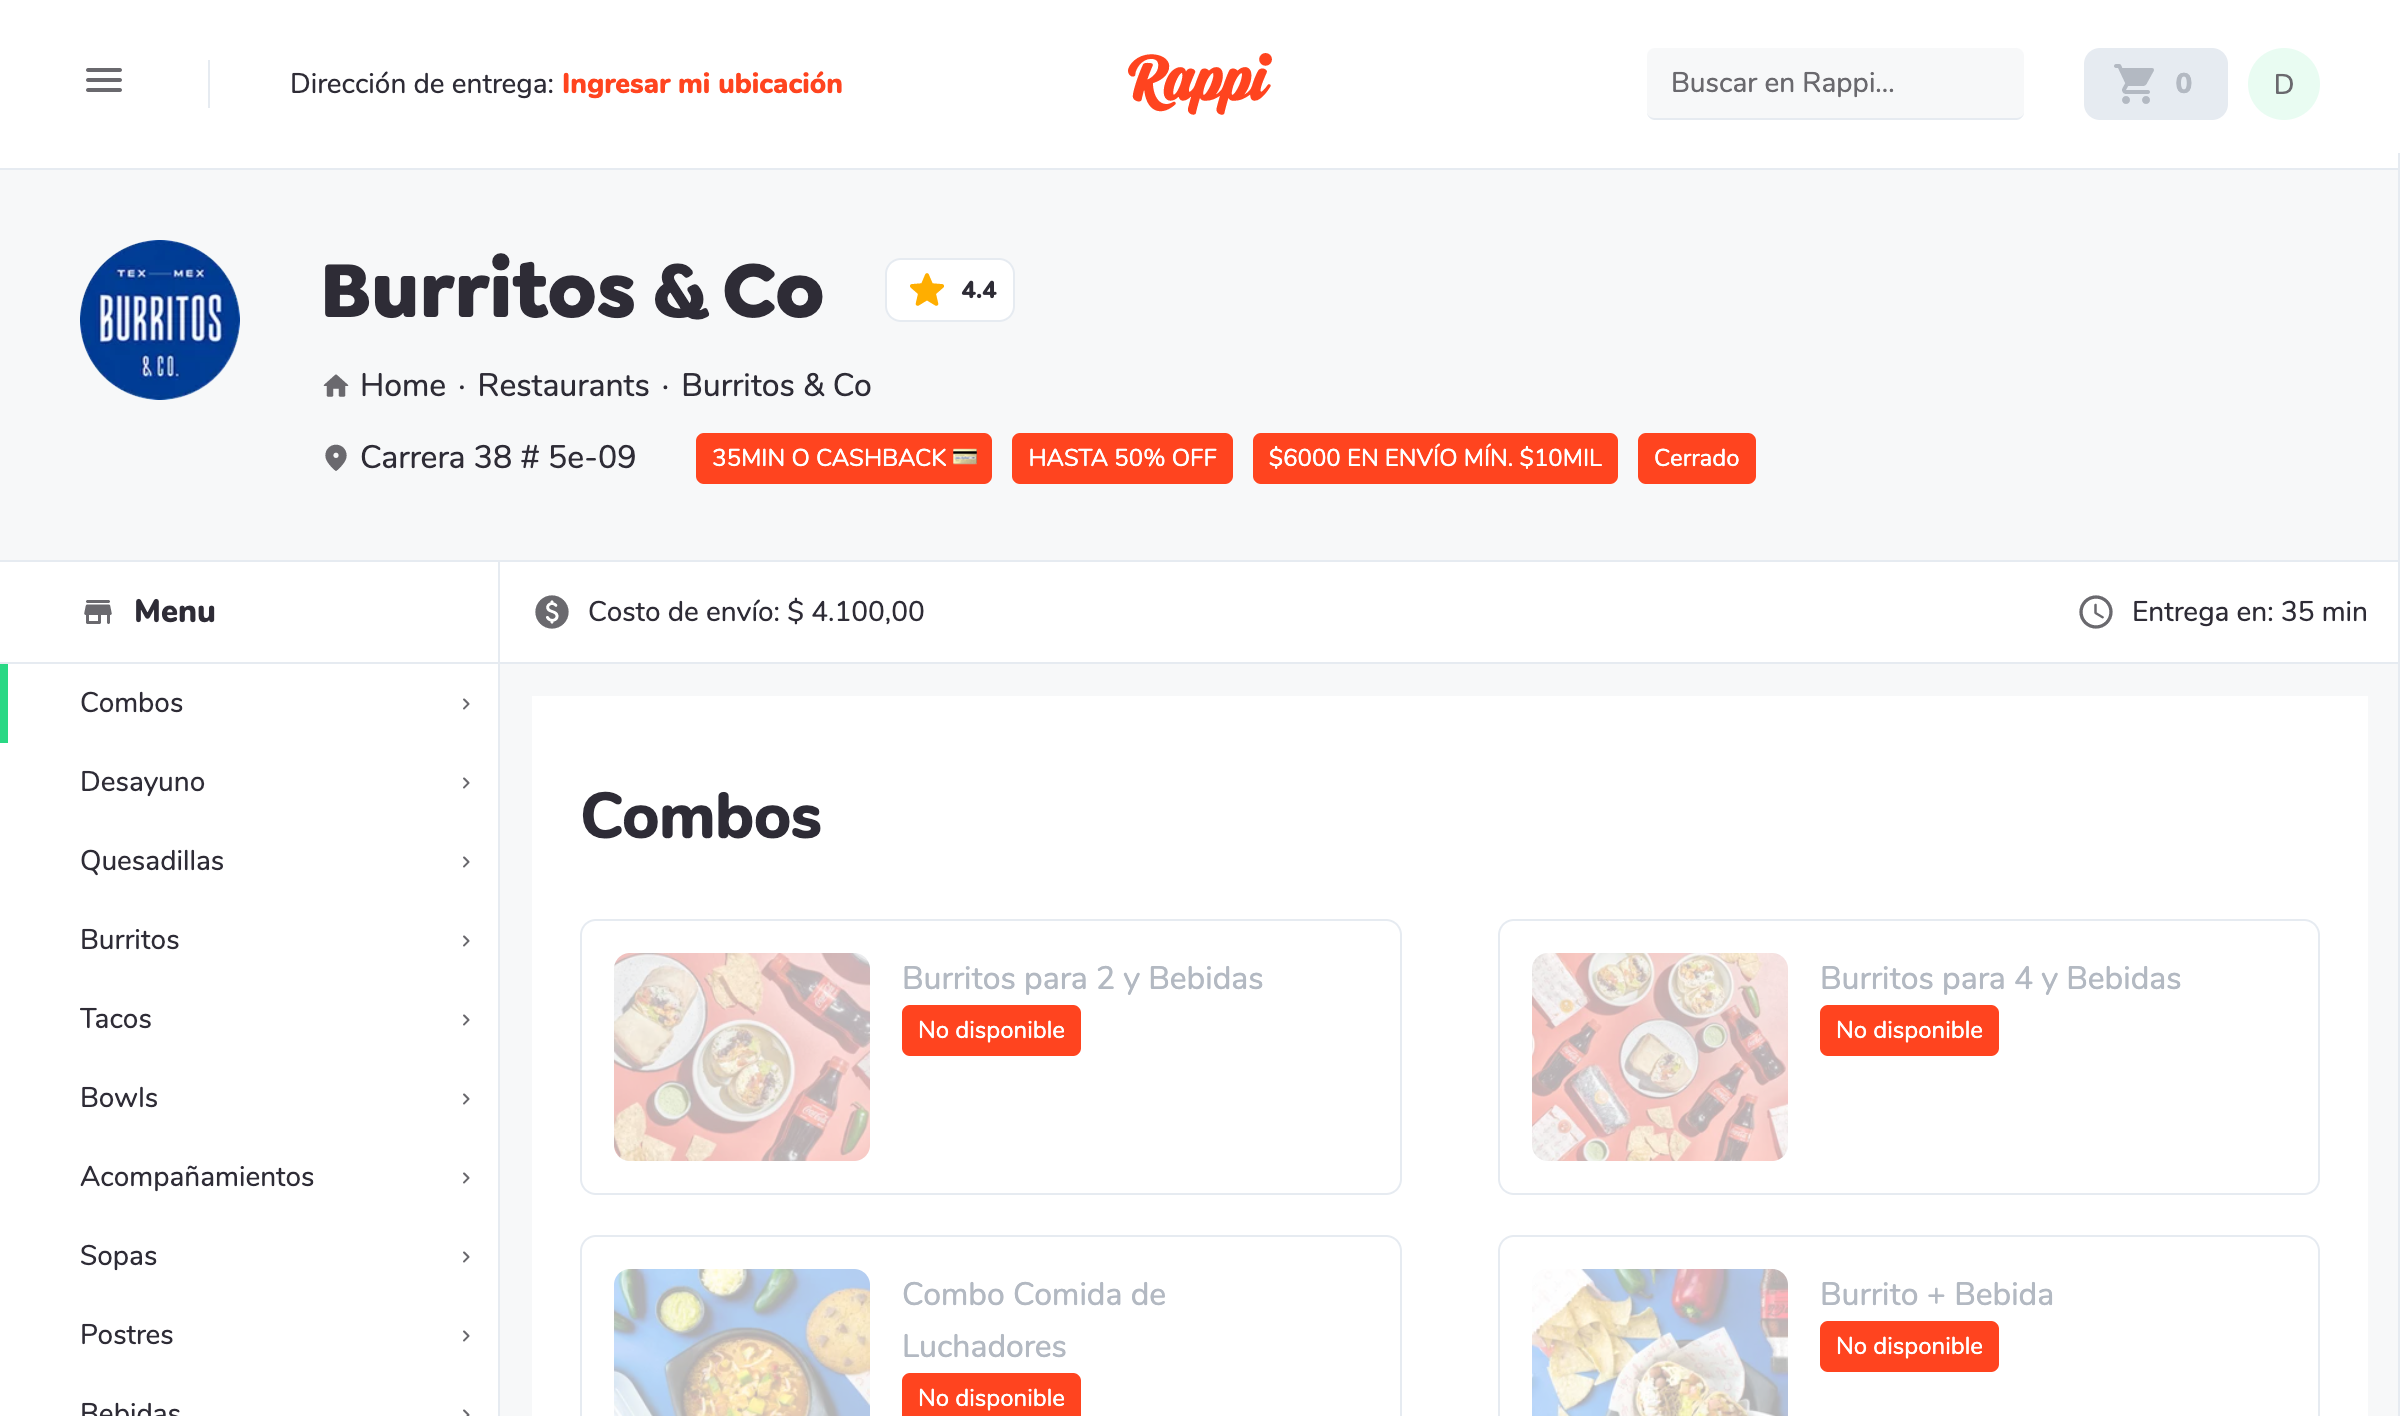 Dirección de entrega: Ingresar mi ubicación
Rappi
Buscar en Rappi...
0
D
TEX — MEX
BURRITOS
& CO.
Burritos & Co
4.4
Home · Restaurants · Burritos & Co
Carrera 38 # 5e-09
35MIN O CASHBACK 💳
HASTA 50% OFF
$6000 EN ENVÍO MÍN. $10MIL
Cerrado
Menu
Costo de envío: $ 4.100,00
Entrega en: 35 min
Combos
Desayuno
Quesadillas
Burritos
Tacos
Bowls
Acompañamientos
Sopas
Postres
Bebidas
Combos
Burritos para 2 y Bebidas
No disponible
Burritos para 4 y Bebidas
No disponible
Combo Comida de
Luchadores
No disponible
Burrito + Bebida
No disponible